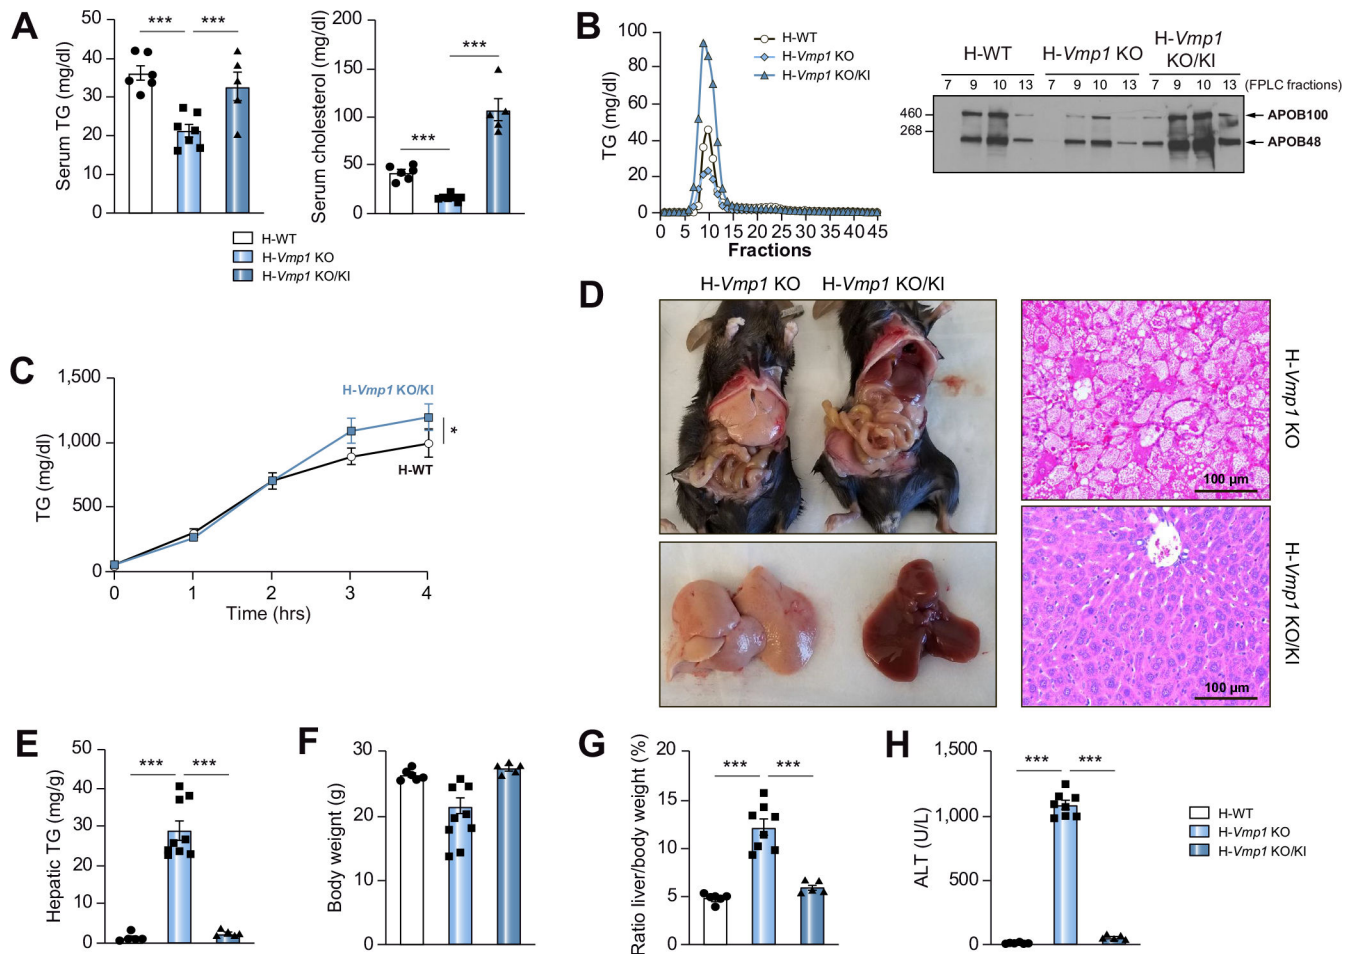 A
Serum TG (mg/dl)
50
40
30
20
10
0
*** ***
Serum cholesterol (mg/dl)
200
150
100
50
0
***
***
H-WT
H-Vmp1 KO
H-Vmp1 KO/KI
B
TG (mg/dl)
100
80
60
40
20
0
0 5 10 15 20 25 30 35 40 45
Fractions
H-WT
H-Vmp1 KO
H-Vmp1 KO/KI
H-WT H-Vmp1 KO H-Vmp1 KO/KI
7 9 10 13 7 9 10 13 7 9 10 13 (FPLC fractions)
460
268
APOB100
APOB48
C
TG (mg/dl)
1,500
1,000
500
0
0 1 2 3 4
Time (hrs)
H-Vmp1 KO/KI
*
H-WT
D
H-Vmp1 KO H-Vmp1 KO/KI
100 µm
H-Vmp1 KO
100 µm
H-Vmp1 KO/KI
E
Hepatic TG (mg/g)
50
40
30
20
10
0
*** ***
F
Body weignt (g)
30
20
10
0
G
Ratio liver/body weight (%)
20
15
10
5
0
*** ***
H
ALT (U/L)
1,500
1,000
500
0
*** ***
H-WT
H-Vmp1 KO
H-Vmp1 KO/KI